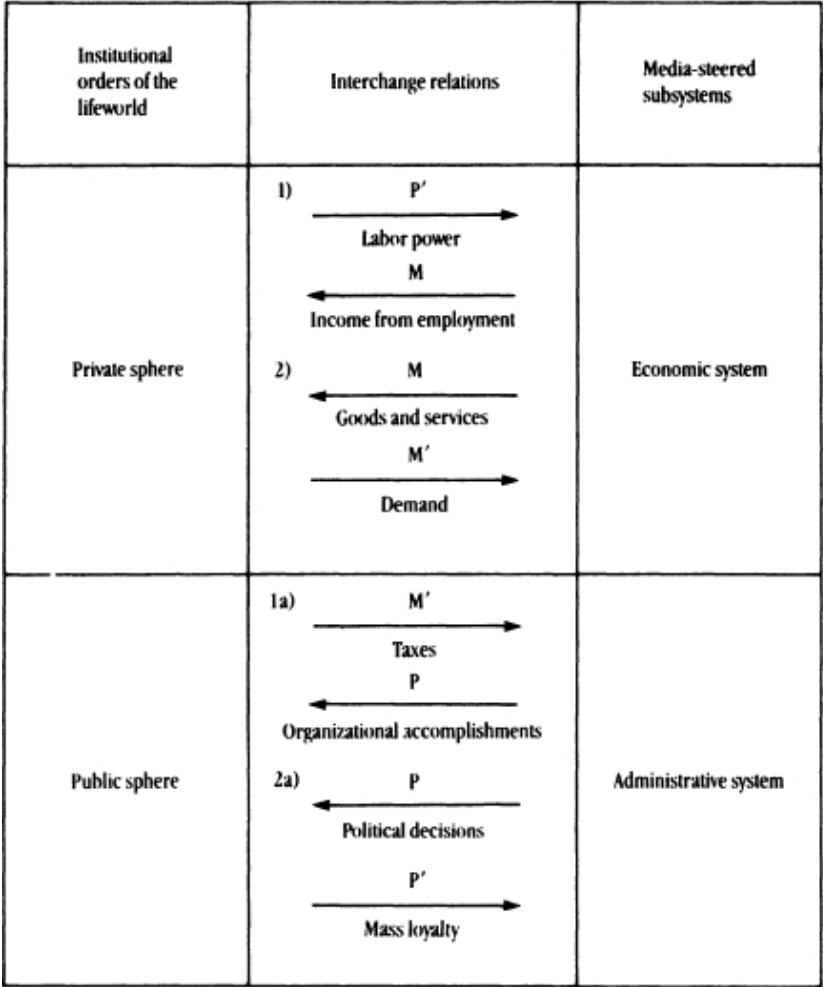 Institutional
orders of the
lifeworld
Interchange relations
Media-steered
subsystems
Private sphere
1)
P′
Labor power
M
Income from employment
2)
M
Goods and services
M′
Demand
Economic system
Public sphere
1a)
M′
Taxes
P
Organizational accomplishments
2a)
P
Political decisions
P′
Mass loyalty
Administrative system